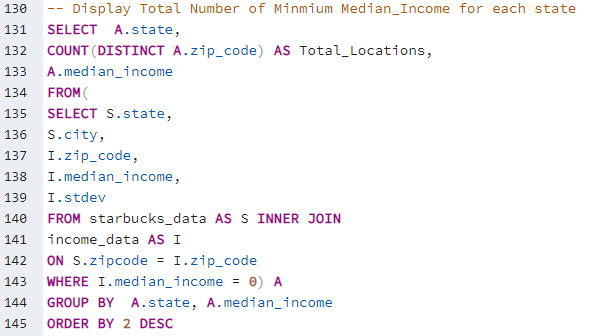 130 -- Display Total Number of Minmium Median_Income for each state
131 SELECT  A.state,
132 COUNT(DISTINCT A.zip_code) AS Total_Locations,
133 A.median_income
134 FROM(
135 SELECT S.state,
136 S.city,
137 I.zip_code,
138 I.median_income,
139 I.stdev
140 FROM starbucks_data AS S INNER JOIN
141 income_data AS I
142 ON S.zipcode = I.zip_code
143 WHERE I.median_income = 0) A
144 GROUP BY  A.state, A.median_income
145 ORDER BY 2 DESC